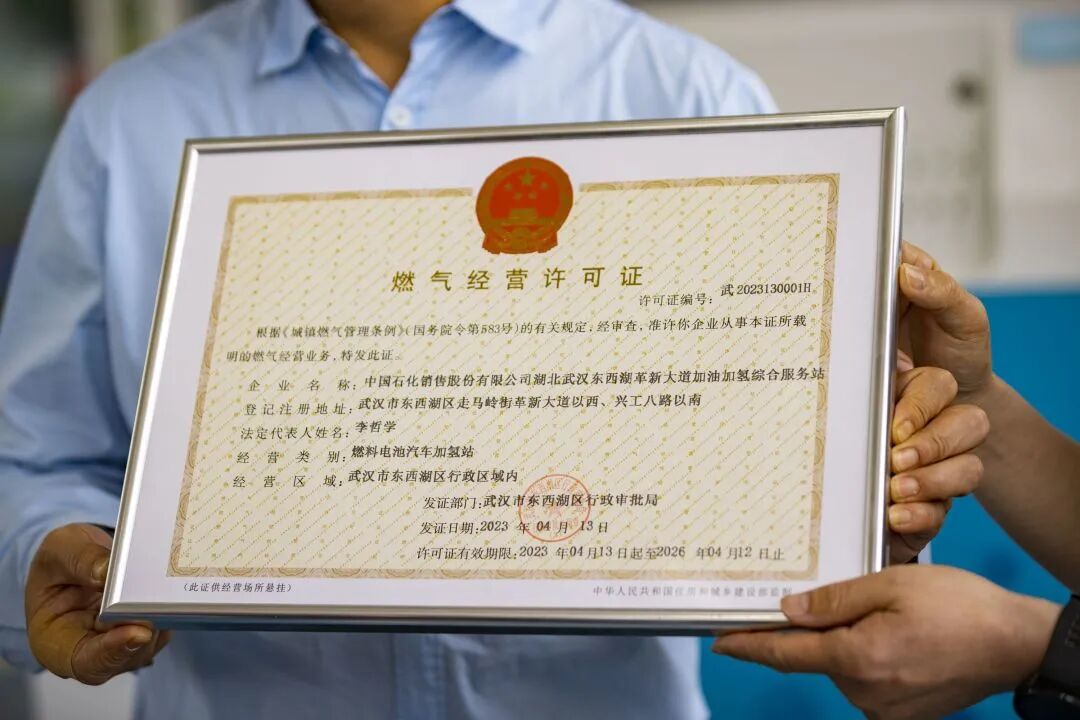 燃气经营许可证
许可证编号：武2023130001H
根据《城镇燃气管理条例》(国务院令第583号)的有关规定，经审查，准许你企业从事本证所载
明的燃气经营业务，特发此证。
企业名称：中国石化销售股份有限公司湖北武汉东西湖革新大道加油加氢综合服务站
登记注册地址：武汉市东西湖区走马岭街革新大道以西、兴工八路以南
法定代表人姓名：李哲学
经营类别：燃料电池汽车加氢站
经营区域：武汉市东西湖区行政区域内
发证部门：武汉市东西湖区行政审批局
发证日期：2023 年 04 月 13 日
许可证有效期限：2023 年 04 月 13 日起至 2026 年 04 月 12 日止
（此证供经营场所悬挂）
中华人民共和国住房和城乡建设部监制